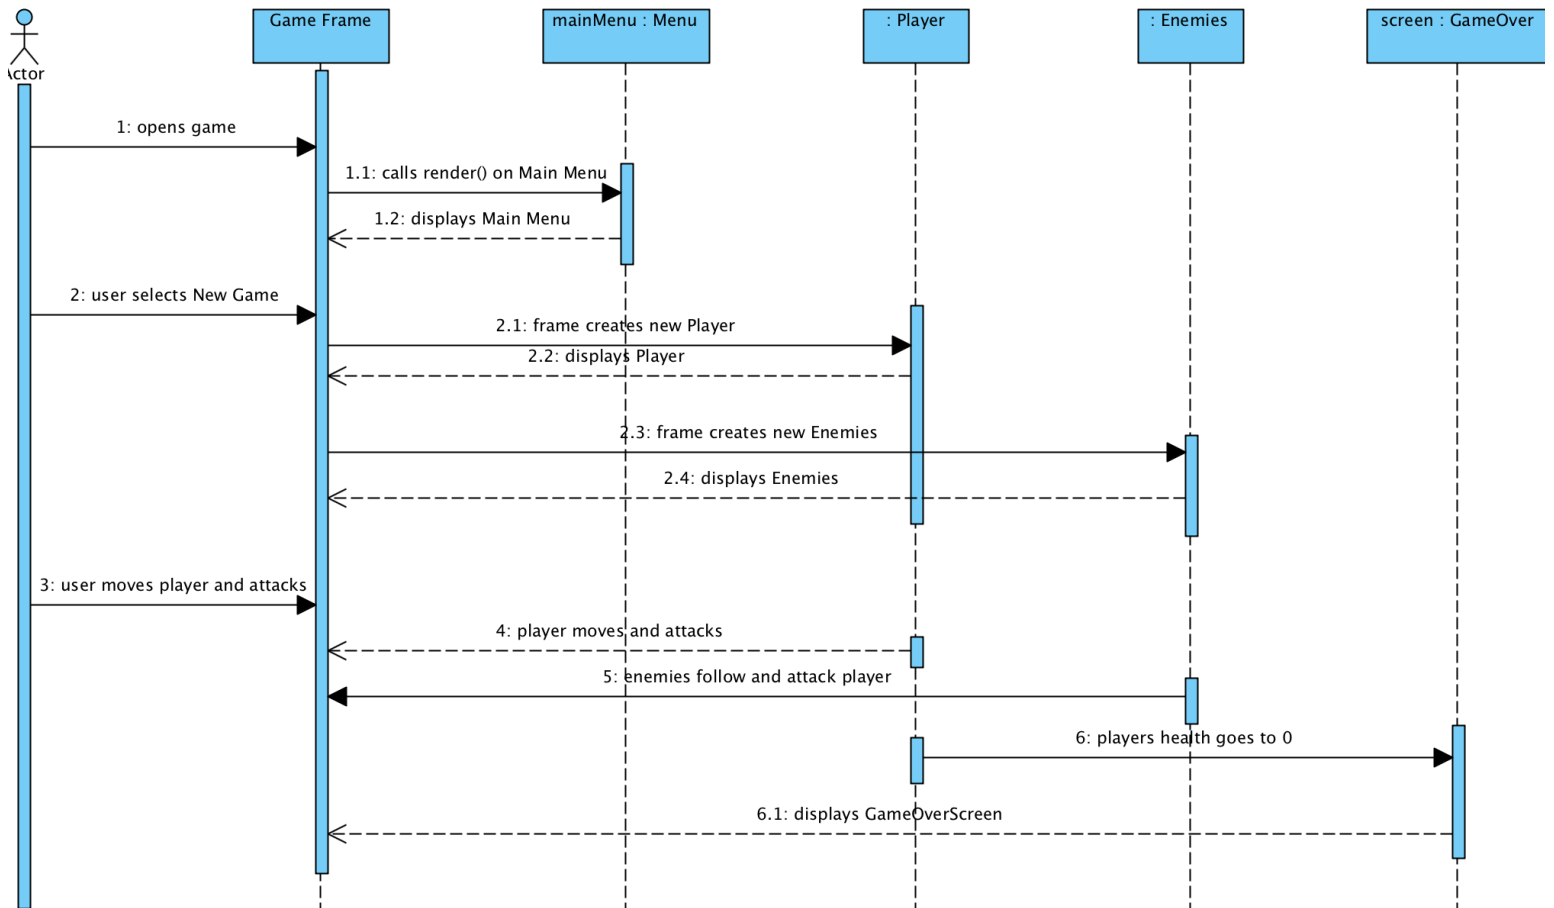 Game Frame
mainMenu : Menu
: Player
: Enemies
screen : GameOver
ctor
1: opens game
1.1: calls render() on Main Menu
1.2: displays Main Menu
2: user selects New Game
2.1: frame creates new Player
2.2: displays Player
2.3: frame creates new Enemies
2.4: displays Enemies
3: user moves player and attacks
4: player moves and attacks
5: enemies follow and attack player
6: players health goes to 0
6.1: displays GameOverScreen